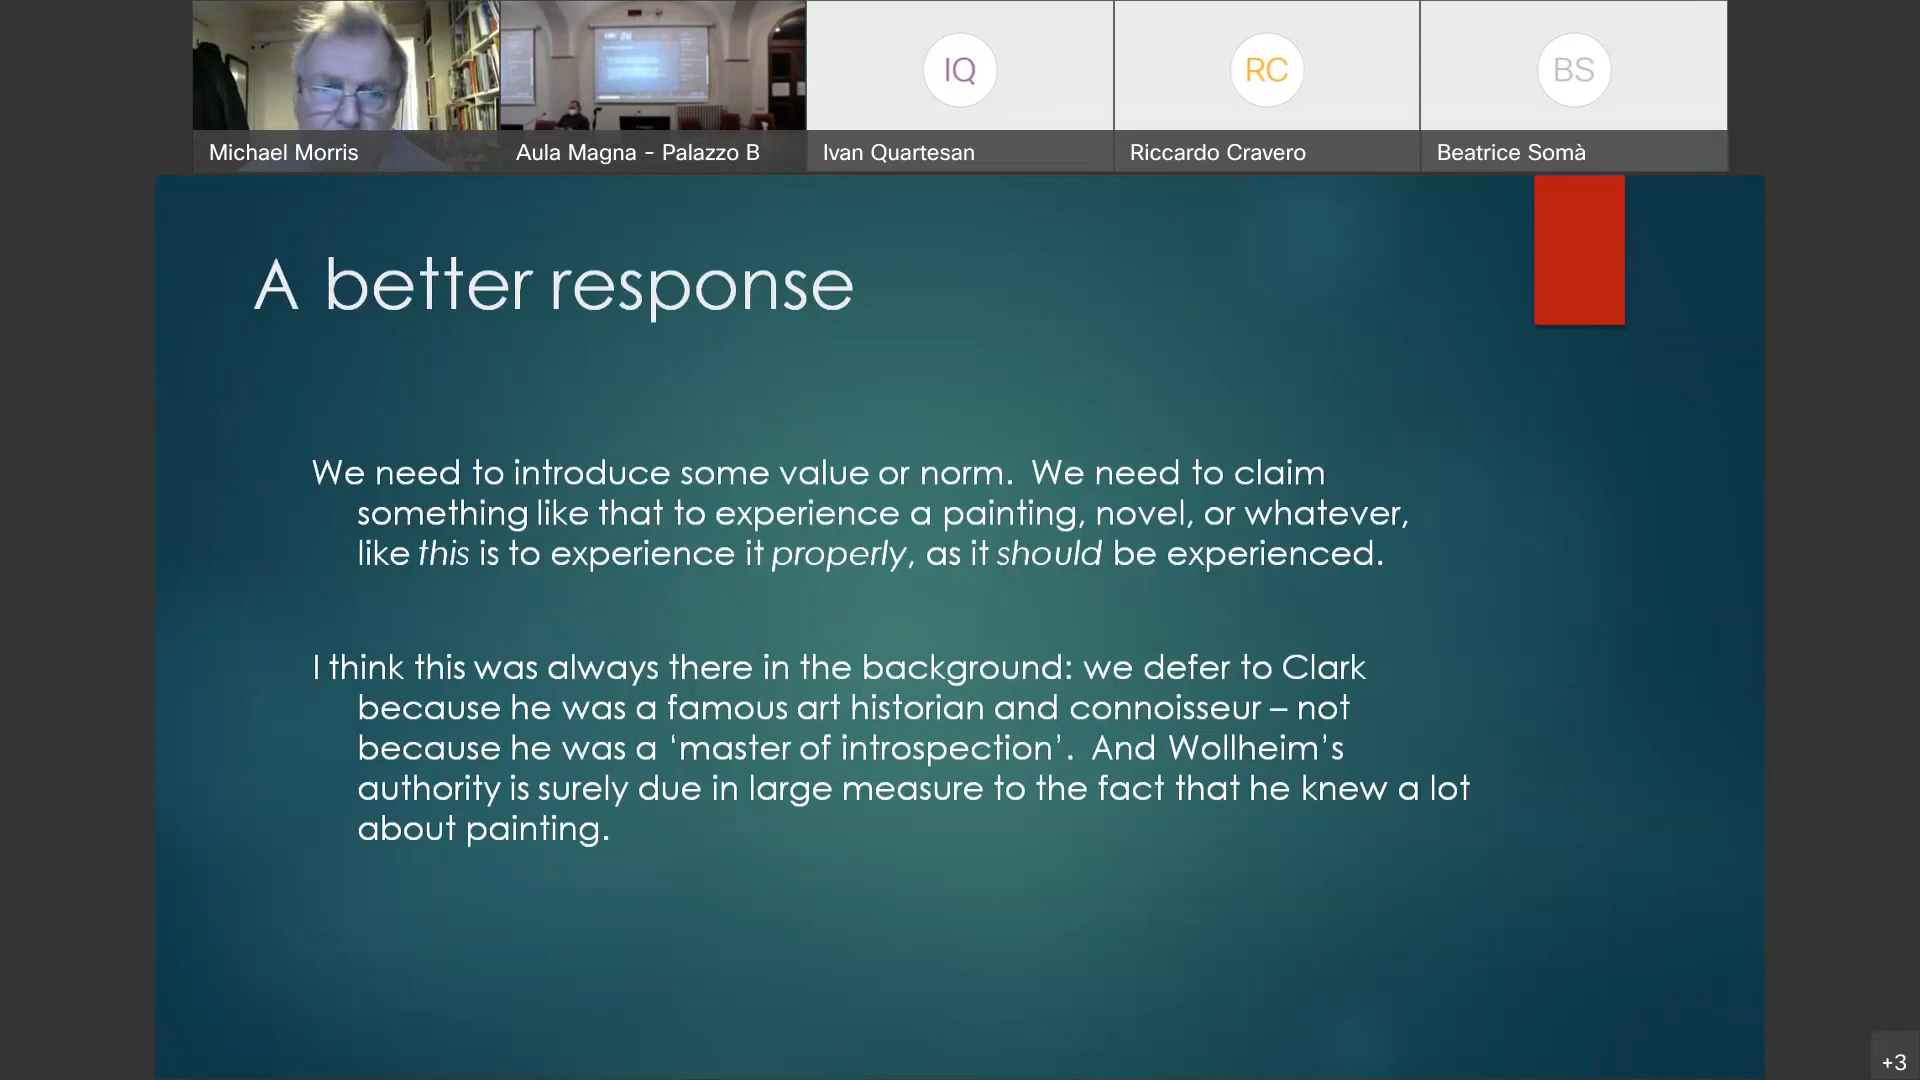 IQ
RC
BS
Michael Morris
Aula Magna - Palazzo B
Ivan Quartesan
Riccardo Cravero
Beatrice Somà
A better response
We need to introduce some value or norm.  We need to claim
something like that to experience a painting, novel, or whatever,
like this is to experience it properly, as it should be experienced.
I think this was always there in the background: we defer to Clark
because he was a famous art historian and connoisseur – not
because he was a ‘master of introspection’.  And Wollheim’s
authority is surely due in large measure to the fact that he knew a lot
about painting.
+3